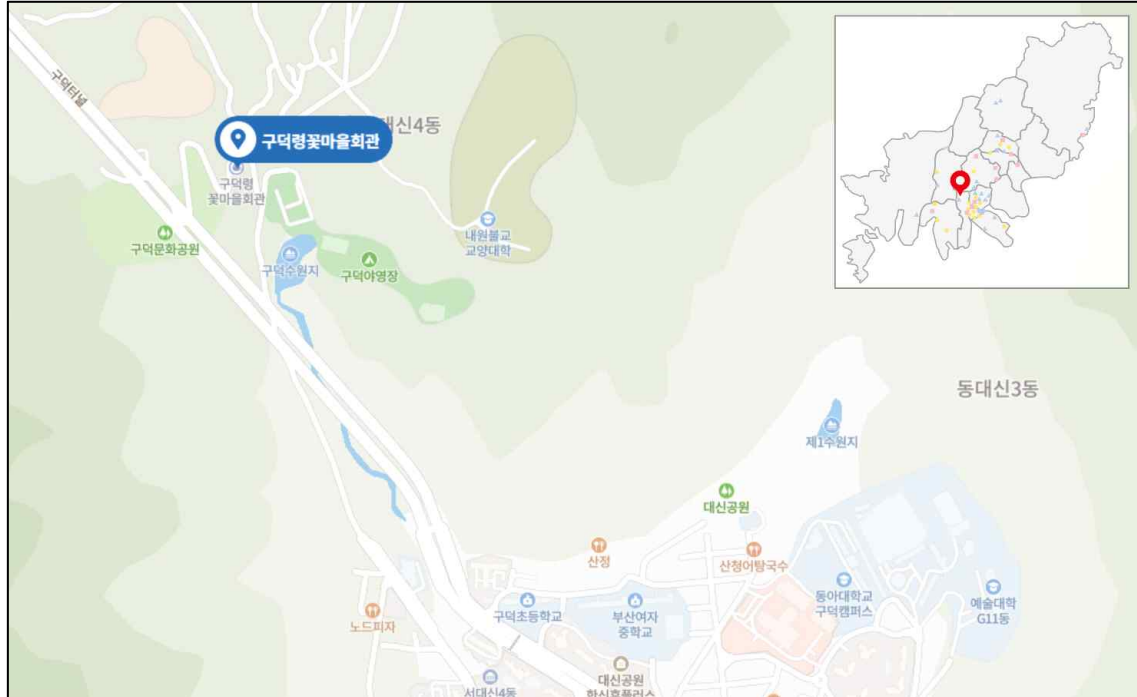 구덕터널
대신4동
구덕령꽃마을회관
구덕령
꽃마을회관
구덕문화공원
구덕수원지
구덕야영장
내원불교
교양대학
동대신3동
제1수원지
대신공원
산정
산청어탕국수
동아대학교
구덕캠퍼스
예술대학
G11동
구덕초등학교
부산여자
중학교
노드피자
서대신4동
대신공원
한신휴플러스